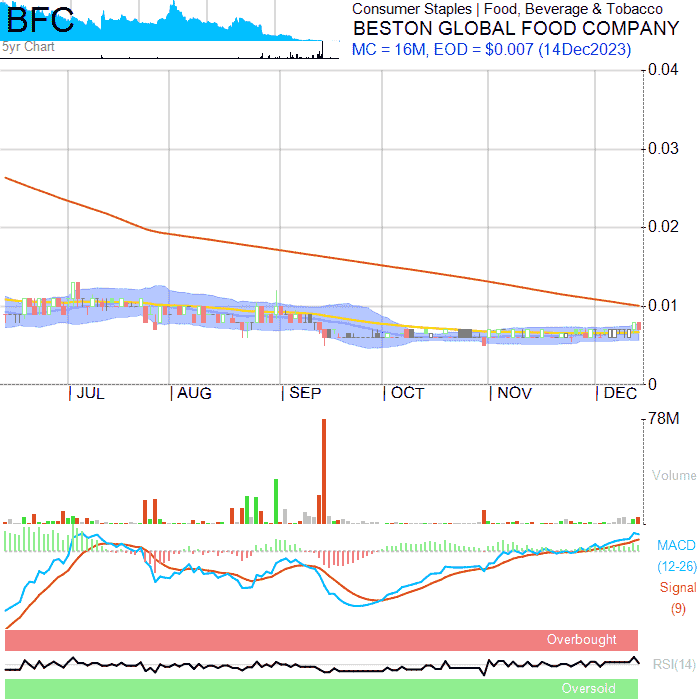 BFC
5yr Chart
Consumer Staples | Food, Beverage & Tobacco
BESTON GLOBAL FOOD COMPANY
MC = 16M, EOD = $0.007 (14Dec2023)
0.04
0.03
0.02
0.01
0
JUL
AUG
SEP
OCT
NOV
DEC
78M
Volume
MACD
(12-26)
Signal
(9)
Overbought
RSI(14)
Oversold